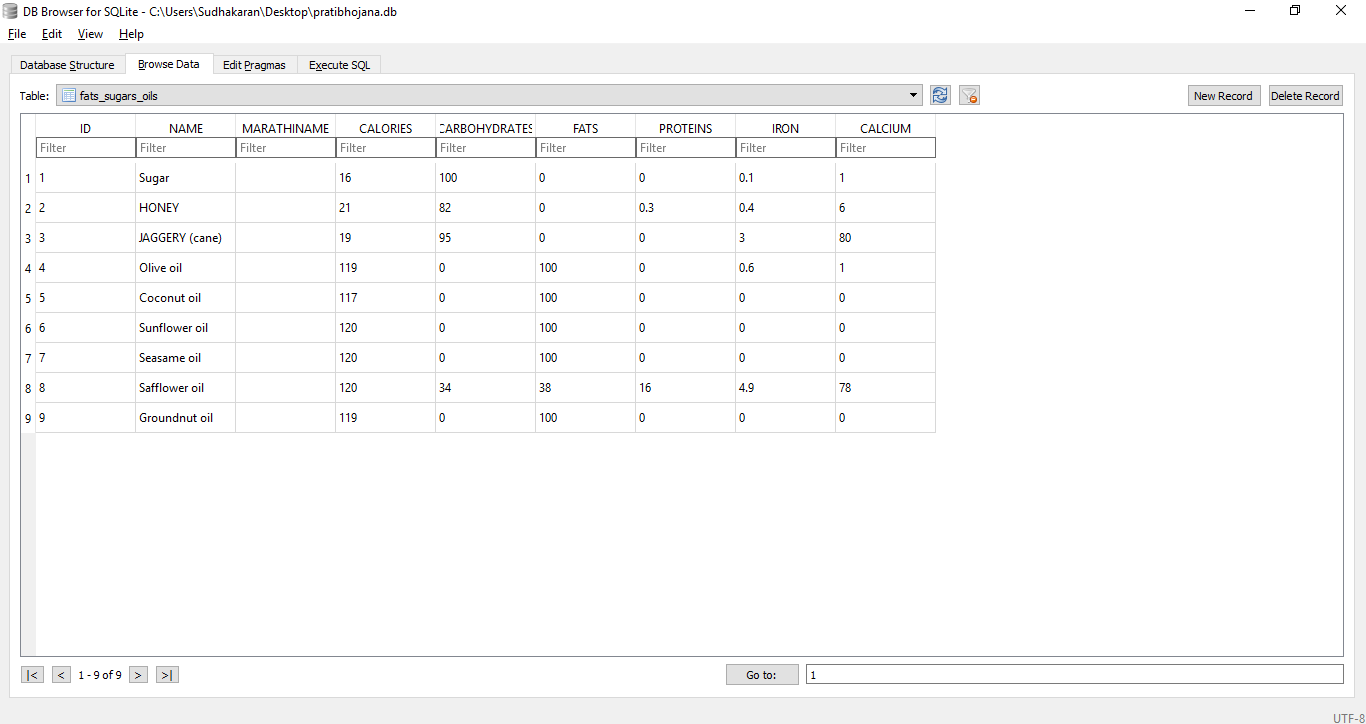 DB Browser for SQLite - C:\Users\Sudhakaran\Desktop\pratibhojana.db
File Edit View Help
Database Structure Browse Data Edit Pragmas Execute SQL
Table: fats_sugars_oils New Record Delete Record
ID NAME MARATHINAME CALORIES CARBOHYDRATES FATS PROTEINS IRON CALCIUM
Filter Filter Filter Filter Filter Filter Filter Filter Filter
1 1 Sugar 16 100 0 0 0.1 1
2 2 HONEY 21 82 0 0.3 0.4 6
3 3 JAGGERY (cane) 19 95 0 0 3 80
4 4 Olive oil 119 0 100 0 0.6 1
5 5 Coconut oil 117 0 100 0 0 0
6 6 Sunflower oil 120 0 100 0 0 0
7 7 Seasame oil 120 0 100 0 0 0
8 8 Safflower oil 120 34 38 16 4.9 78
9 9 Groundnut oil 119 0 100 0 0 0
|< < 1 - 9 of 9 > >| Go to: 1
UTF-8